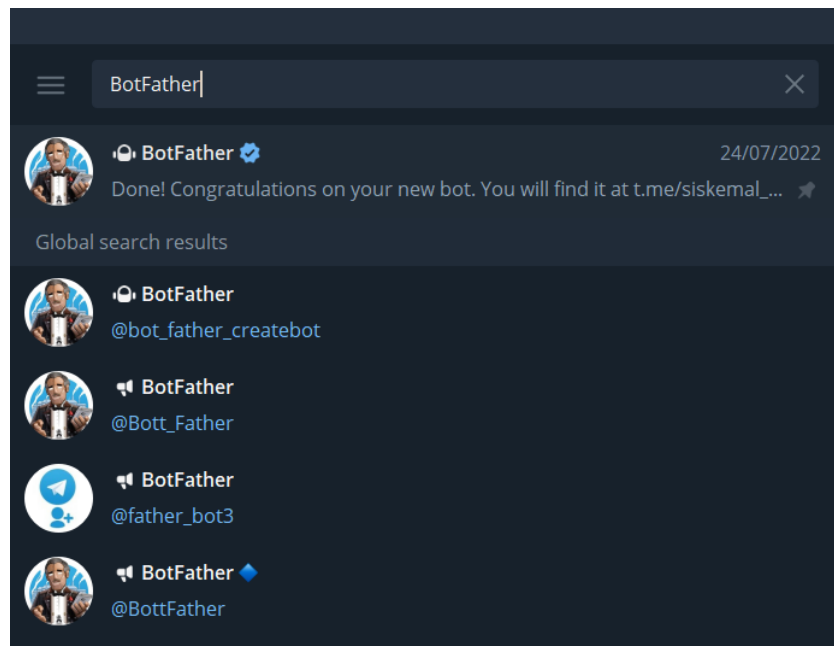 BotFather
BotFather
24/07/2022
Done! Congratulations on your new bot. You will find it at t.me/siskemal_...
Global search results
BotFather
@bot_father_createbot
BotFather
@Bott_Father
BotFather
@father_bot3
BotFather
@BottFather